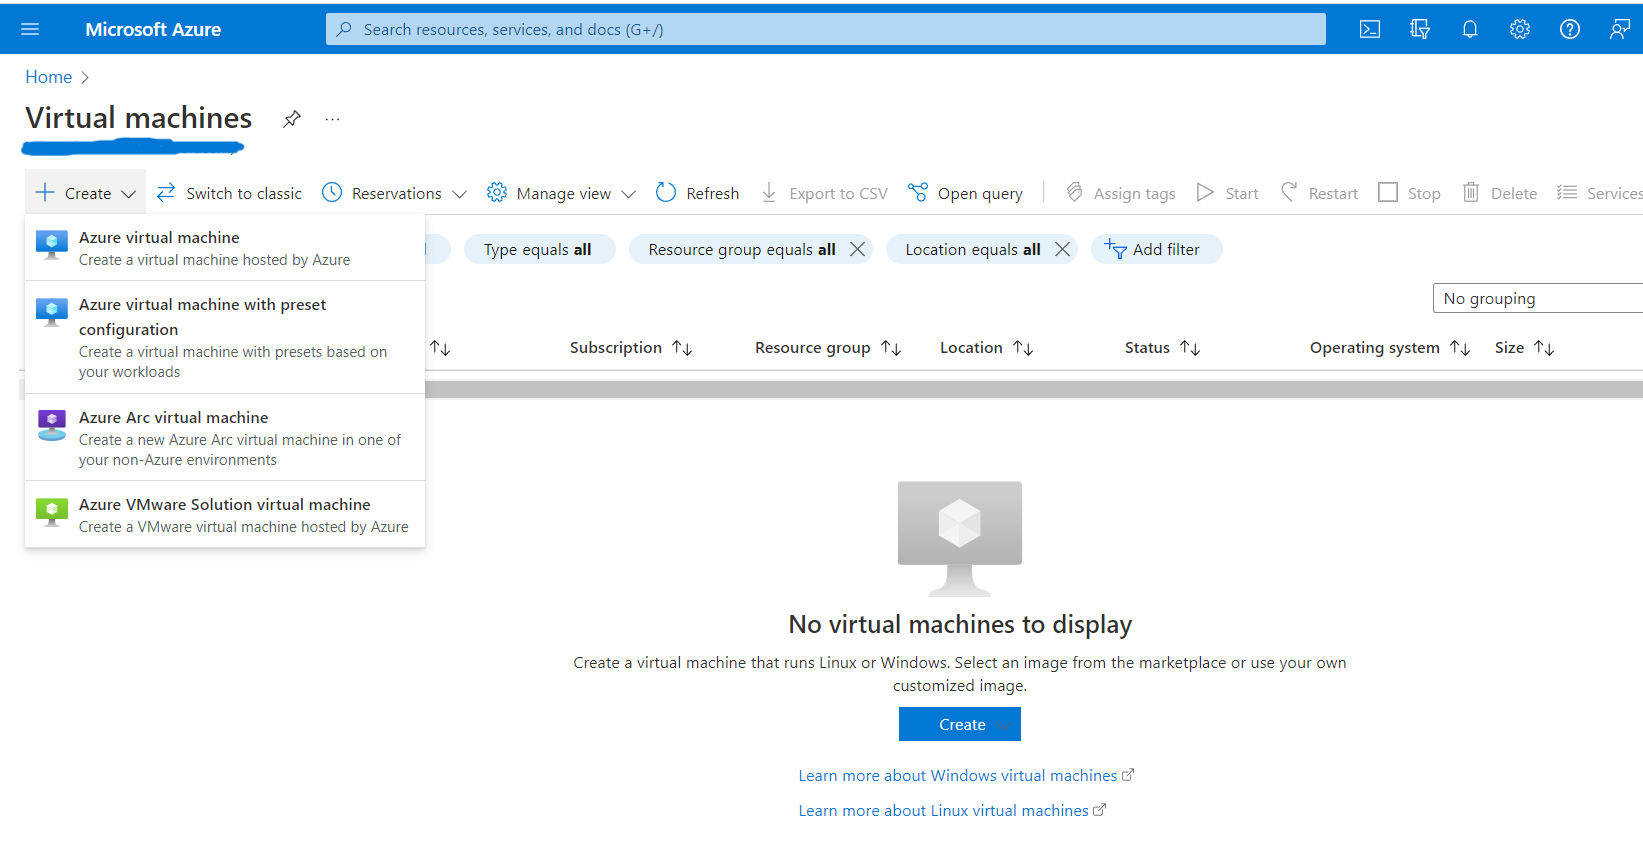 Microsoft Azure
Search resources, services, and docs (G+/)
Home
Virtual machines
Create
Switch to classic
Reservations
Manage view
Refresh
Export to CSV
Open query
Assign tags
Start
Restart
Stop
Delete
Services
Azure virtual machine
Create a virtual machine hosted by Azure
Azure virtual machine with preset
configuration
Create a virtual machine with presets based on
your workloads
Azure Arc virtual machine
Create a new Azure Arc virtual machine in one of
your non-Azure environments
Azure VMware Solution virtual machine
Create a VMware virtual machine hosted by Azure
Type equals all
Resource group equals all
Location equals all
Add filter
No grouping
Subscription
Resource group
Location
Status
Operating system
Size
No virtual machines to display
Create a virtual machine that runs Linux or Windows. Select an image from the marketplace or use your own
customized image.
Create
Learn more about Windows virtual machines
Learn more about Linux virtual machines